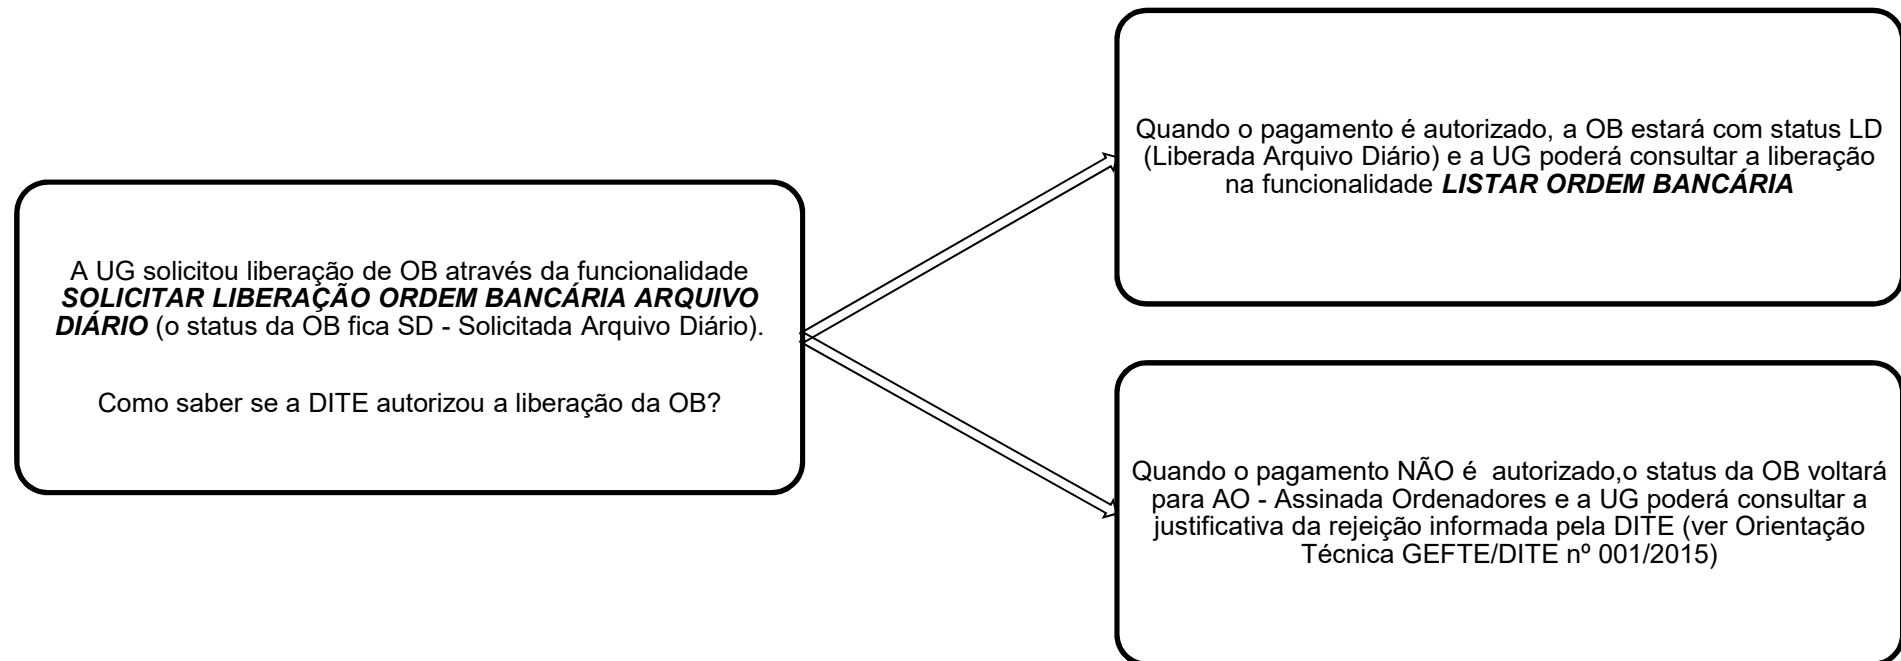 A UG solicitou liberação de OB através da funcionalidade
SOLICITAR LIBERAÇÃO ORDEM BANCÁRIA ARQUIVO
DIÁRIO (o status da OB fica SD - Solicitada Arquivo Diário).
Como saber se a DITE autorizou a liberação da OB?
Quando o pagamento é autorizado, a OB estará com status LD
(Liberada Arquivo Diário) e a UG poderá consultar a liberação
na funcionalidade LISTAR ORDEM BANCÁRIA
Quando o pagamento NÃO é  autorizado,o status da OB voltará
para AO - Assinada Ordenadores e a UG poderá consultar a
justificativa da rejeição informada pela DITE (ver Orientação
Técnica GEFTE/DITE nº 001/2015)